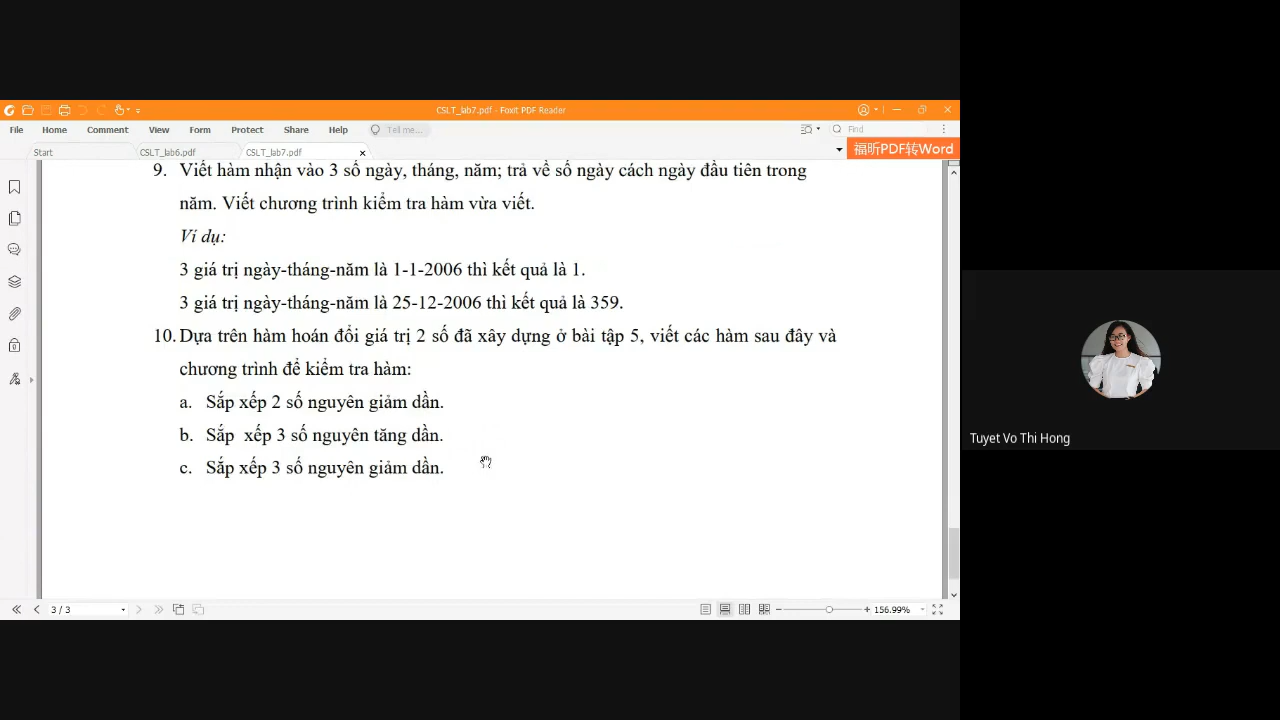 CSLT_lab7.pdf - Foxit PDF Reader
File Home Comment View Form Protect Share Help Tell me... Find
Start CSLT_lab6.pdf CSLT_lab7.pdf
福昕PDF转Word
9. Viết hàm nhận vào 3 số ngày, tháng, năm; trả về số ngày cách ngày đầu tiên trong
năm. Viết chương trình kiểm tra hàm vừa viết.
Ví dụ:
3 giá trị ngày-tháng-năm là 1-1-2006 thì kết quả là 1.
3 giá trị ngày-tháng-năm là 25-12-2006 thì kết quả là 359.
10. Dựa trên hàm hoán đổi giá trị 2 số đã xây dựng ở bài tập 5, viết các hàm sau đây và
chương trình để kiểm tra hàm:
a. Sắp xếp 2 số nguyên giảm dần.
b. Sắp xếp 3 số nguyên tăng dần.
c. Sắp xếp 3 số nguyên giảm dần.
Tuyet Vo Thi Hong
3 / 3 156.99%